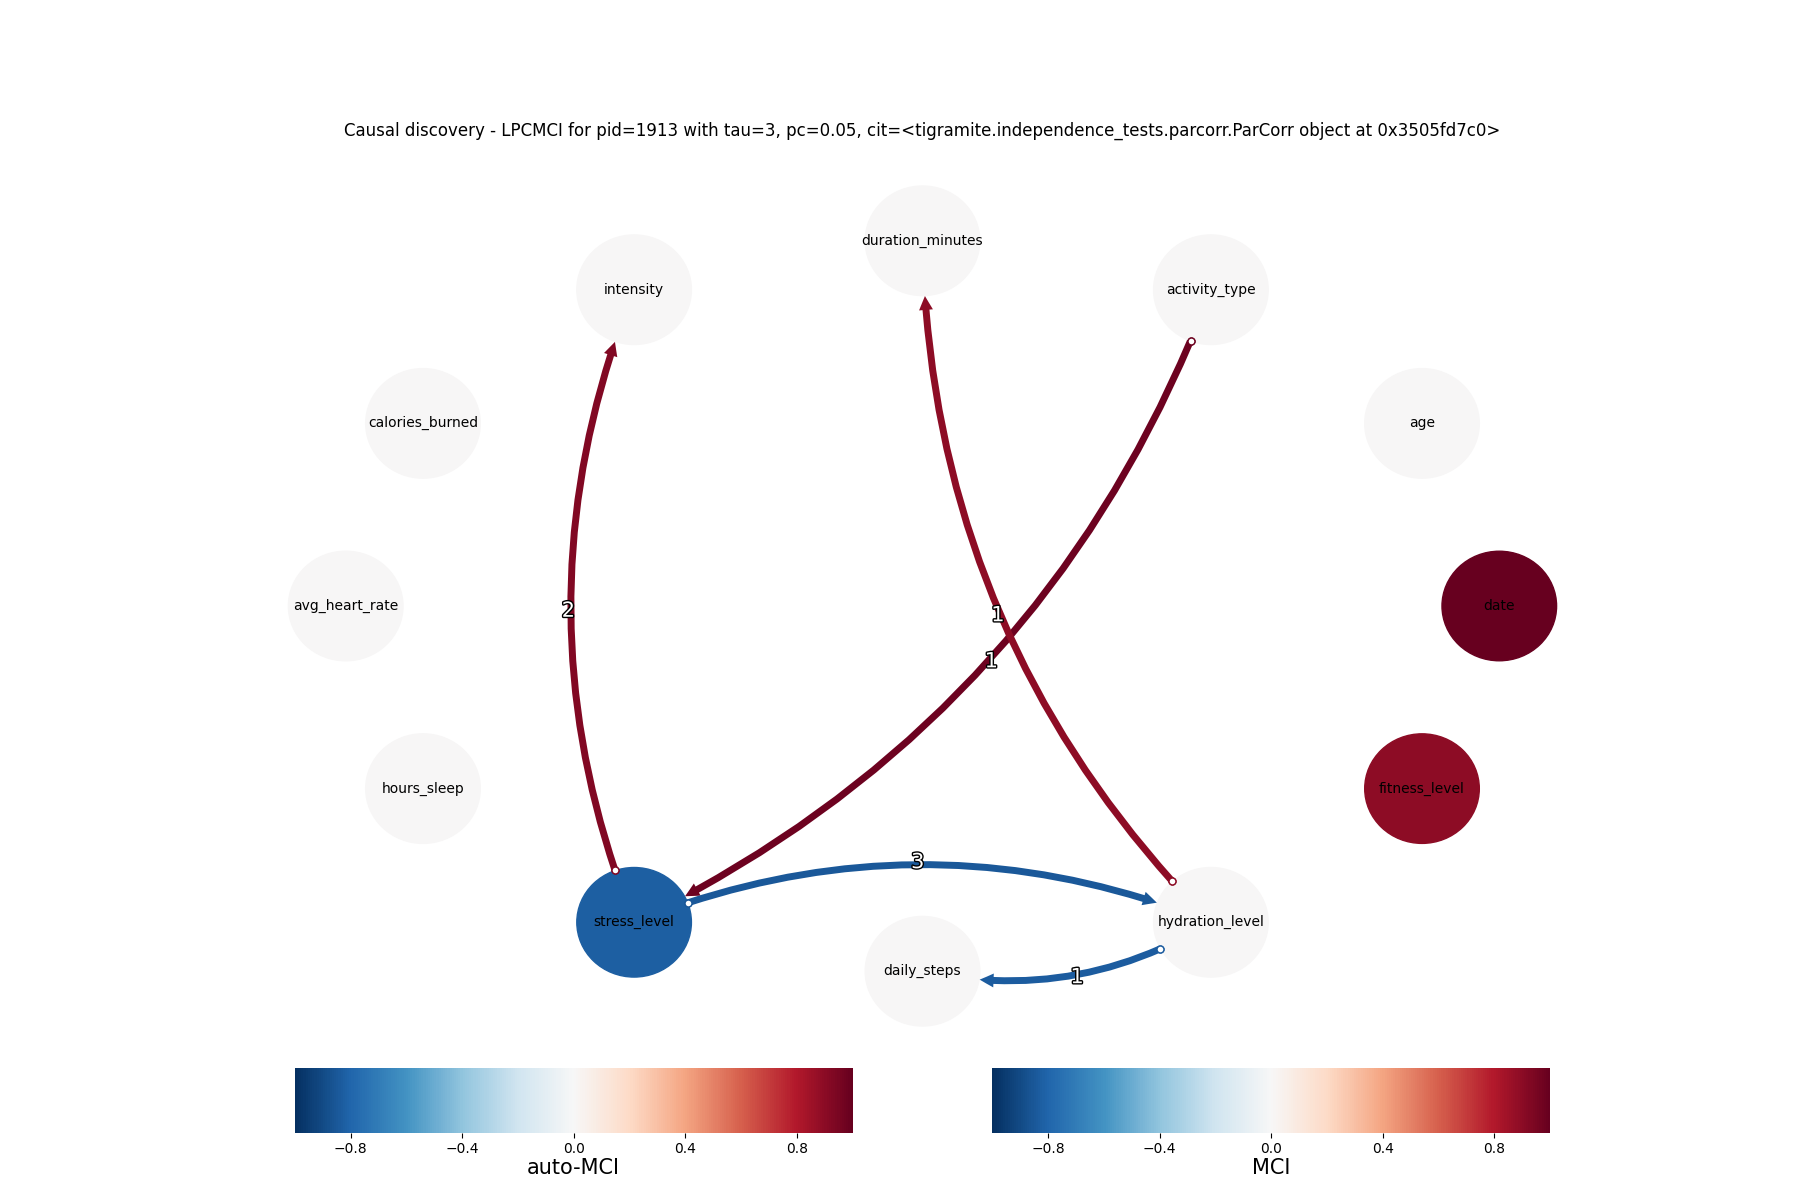 Causal discovery - LPCMCI for pid=1913 with tau=3, pc=0.05, cit=<tigramite.independence_tests.parcorr.ParCorr object at 0x3505fd7c0>
duration_minutes
intensity
activity_type
calories_burned
age
avg_heart_rate
date
2
1
1
hours_sleep
fitness_level
3
stress_level
hydration_level
daily_steps
1
−0.8 −0.4 0.0 0.4 0.8
auto-MCI
−0.8 −0.4 0.0 0.4 0.8
MCI